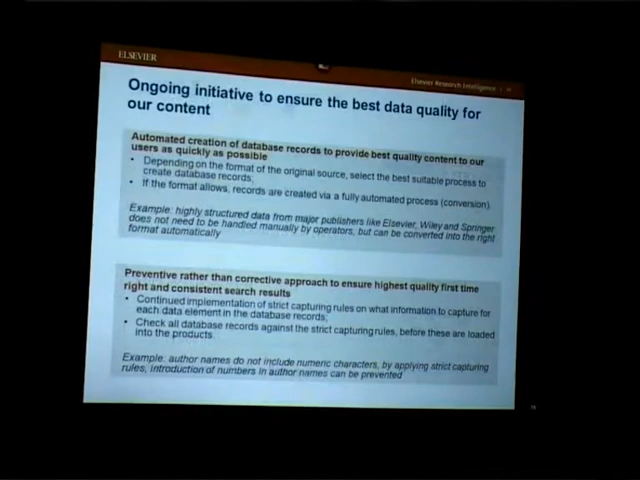 ELSEVIER
Elsevier Research Intelligence
Ongoing initiative to ensure the best data quality for
our content
Automated creation of database records to provide best quality content to our
users as quickly as possible
• Depending on the format of the original source, select the best suitable process to
create database records;
• If the format allows, records are created via a fully automated process (conversion)
Example: highly structured data from major publishers like Elsevier, Wiley and Springer
does not need to be handled manually by operators, but can be converted into the right
format automatically
Preventive rather than corrective approach to ensure highest quality first time
right and consistent search results
• Continued implementation of strict capturing rules on what information to capture for
each data element in the database records;
• Check all database records against the strict capturing rules, before these are loaded
into the products.
Example: author names do not include numeric characters, by applying strict capturing
rules, introduction of numbers in author names can be prevented